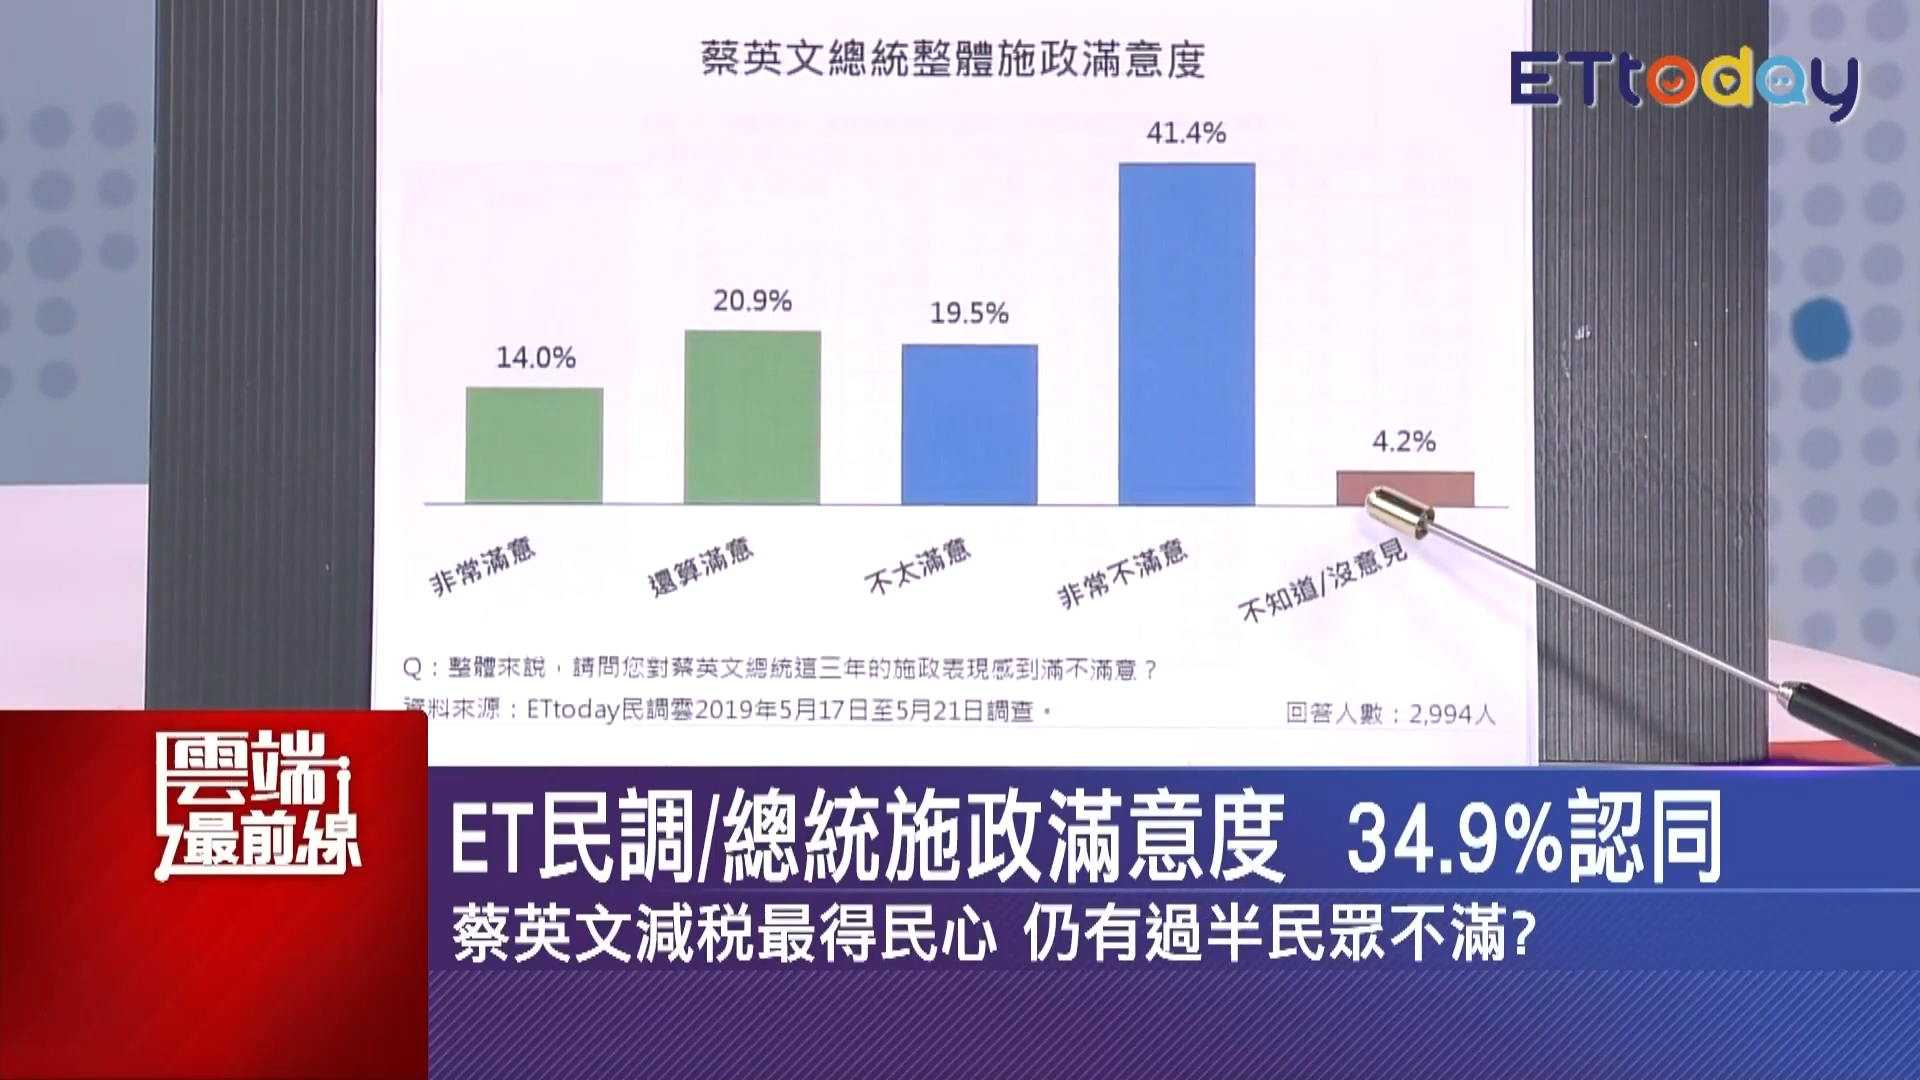 蔡英文總統整體施政滿意度
ETtoday
41.4%
20.9%
19.5%
14.0%
4.2%
非常滿意
還算滿意
不太滿意
非常不滿意
不知道/沒意見
Q：整體來說，請問您對蔡英文總統這三年的施政表現感到滿不滿意？
資料來源：ETtoday民調雲2019年5月17日至5月21日調查。
回答人數：2,994人
雲端
最前線
ET民調/總統施政滿意度 34.9%認同
蔡英文減税最得民心 仍有過半民眾不滿?